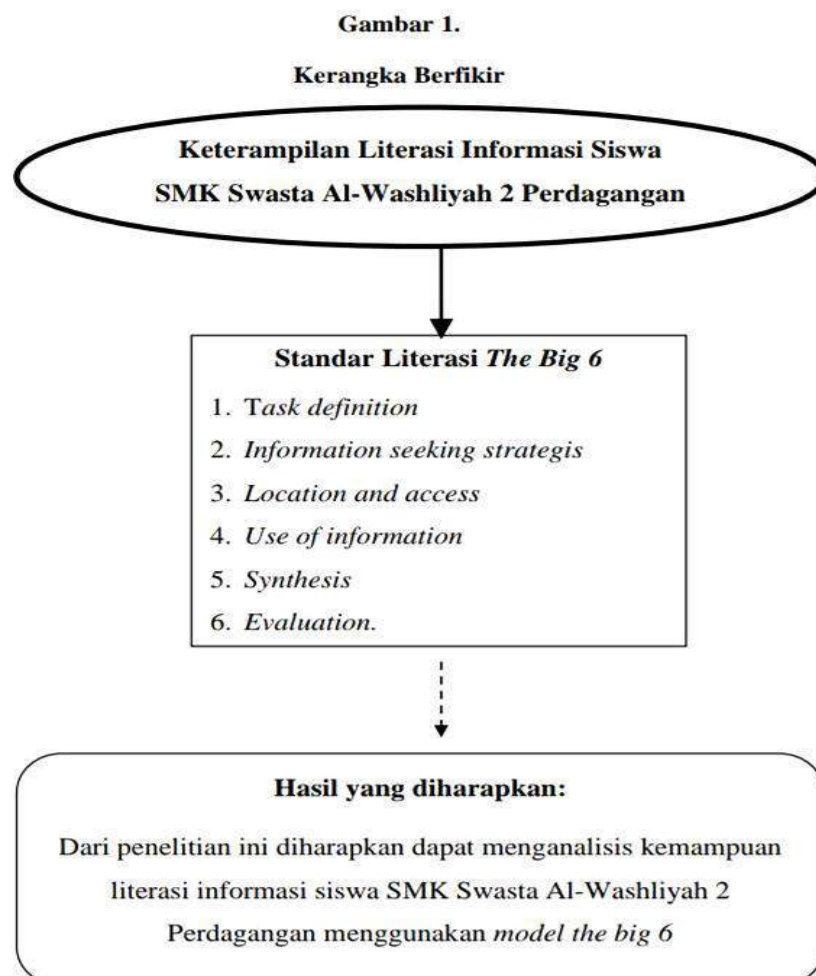 Gambar 1.
Kerangka Berfikir
Keterampilan Literasi Informasi Siswa
SMK Swasta Al-Washliyah 2 Perdagangan
Standar Literasi The Big 6
1. Task definition
2. Information seeking strategis
3. Location and access
4. Use of information
5. Synthesis
6. Evaluation.
Hasil yang diharapkan:
Dari penelitian ini diharapkan dapat menganalisis kemampuan
literasi informasi siswa SMK Swasta Al-Washliyah 2
Perdagangan menggunakan model the big 6